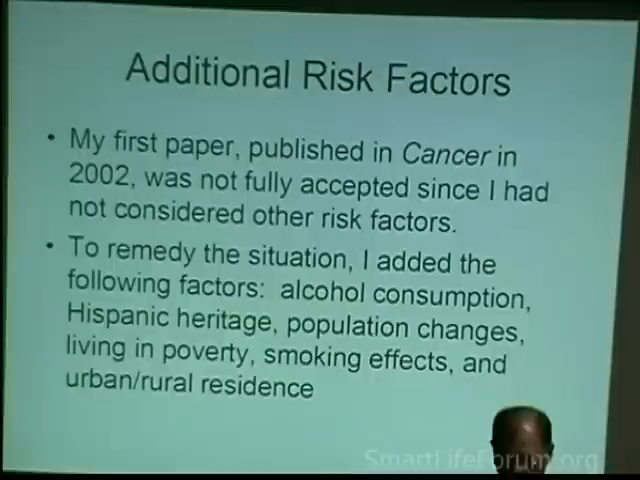 Additional Risk Factors
• My first paper, published in Cancer in
2002, was not fully accepted since I had
not considered other risk factors.
• To remedy the situation, I added the
following factors: alcohol consumption,
Hispanic heritage, population changes,
living in poverty, smoking effects, and
urban/rural residence
SmartLifeForum.org